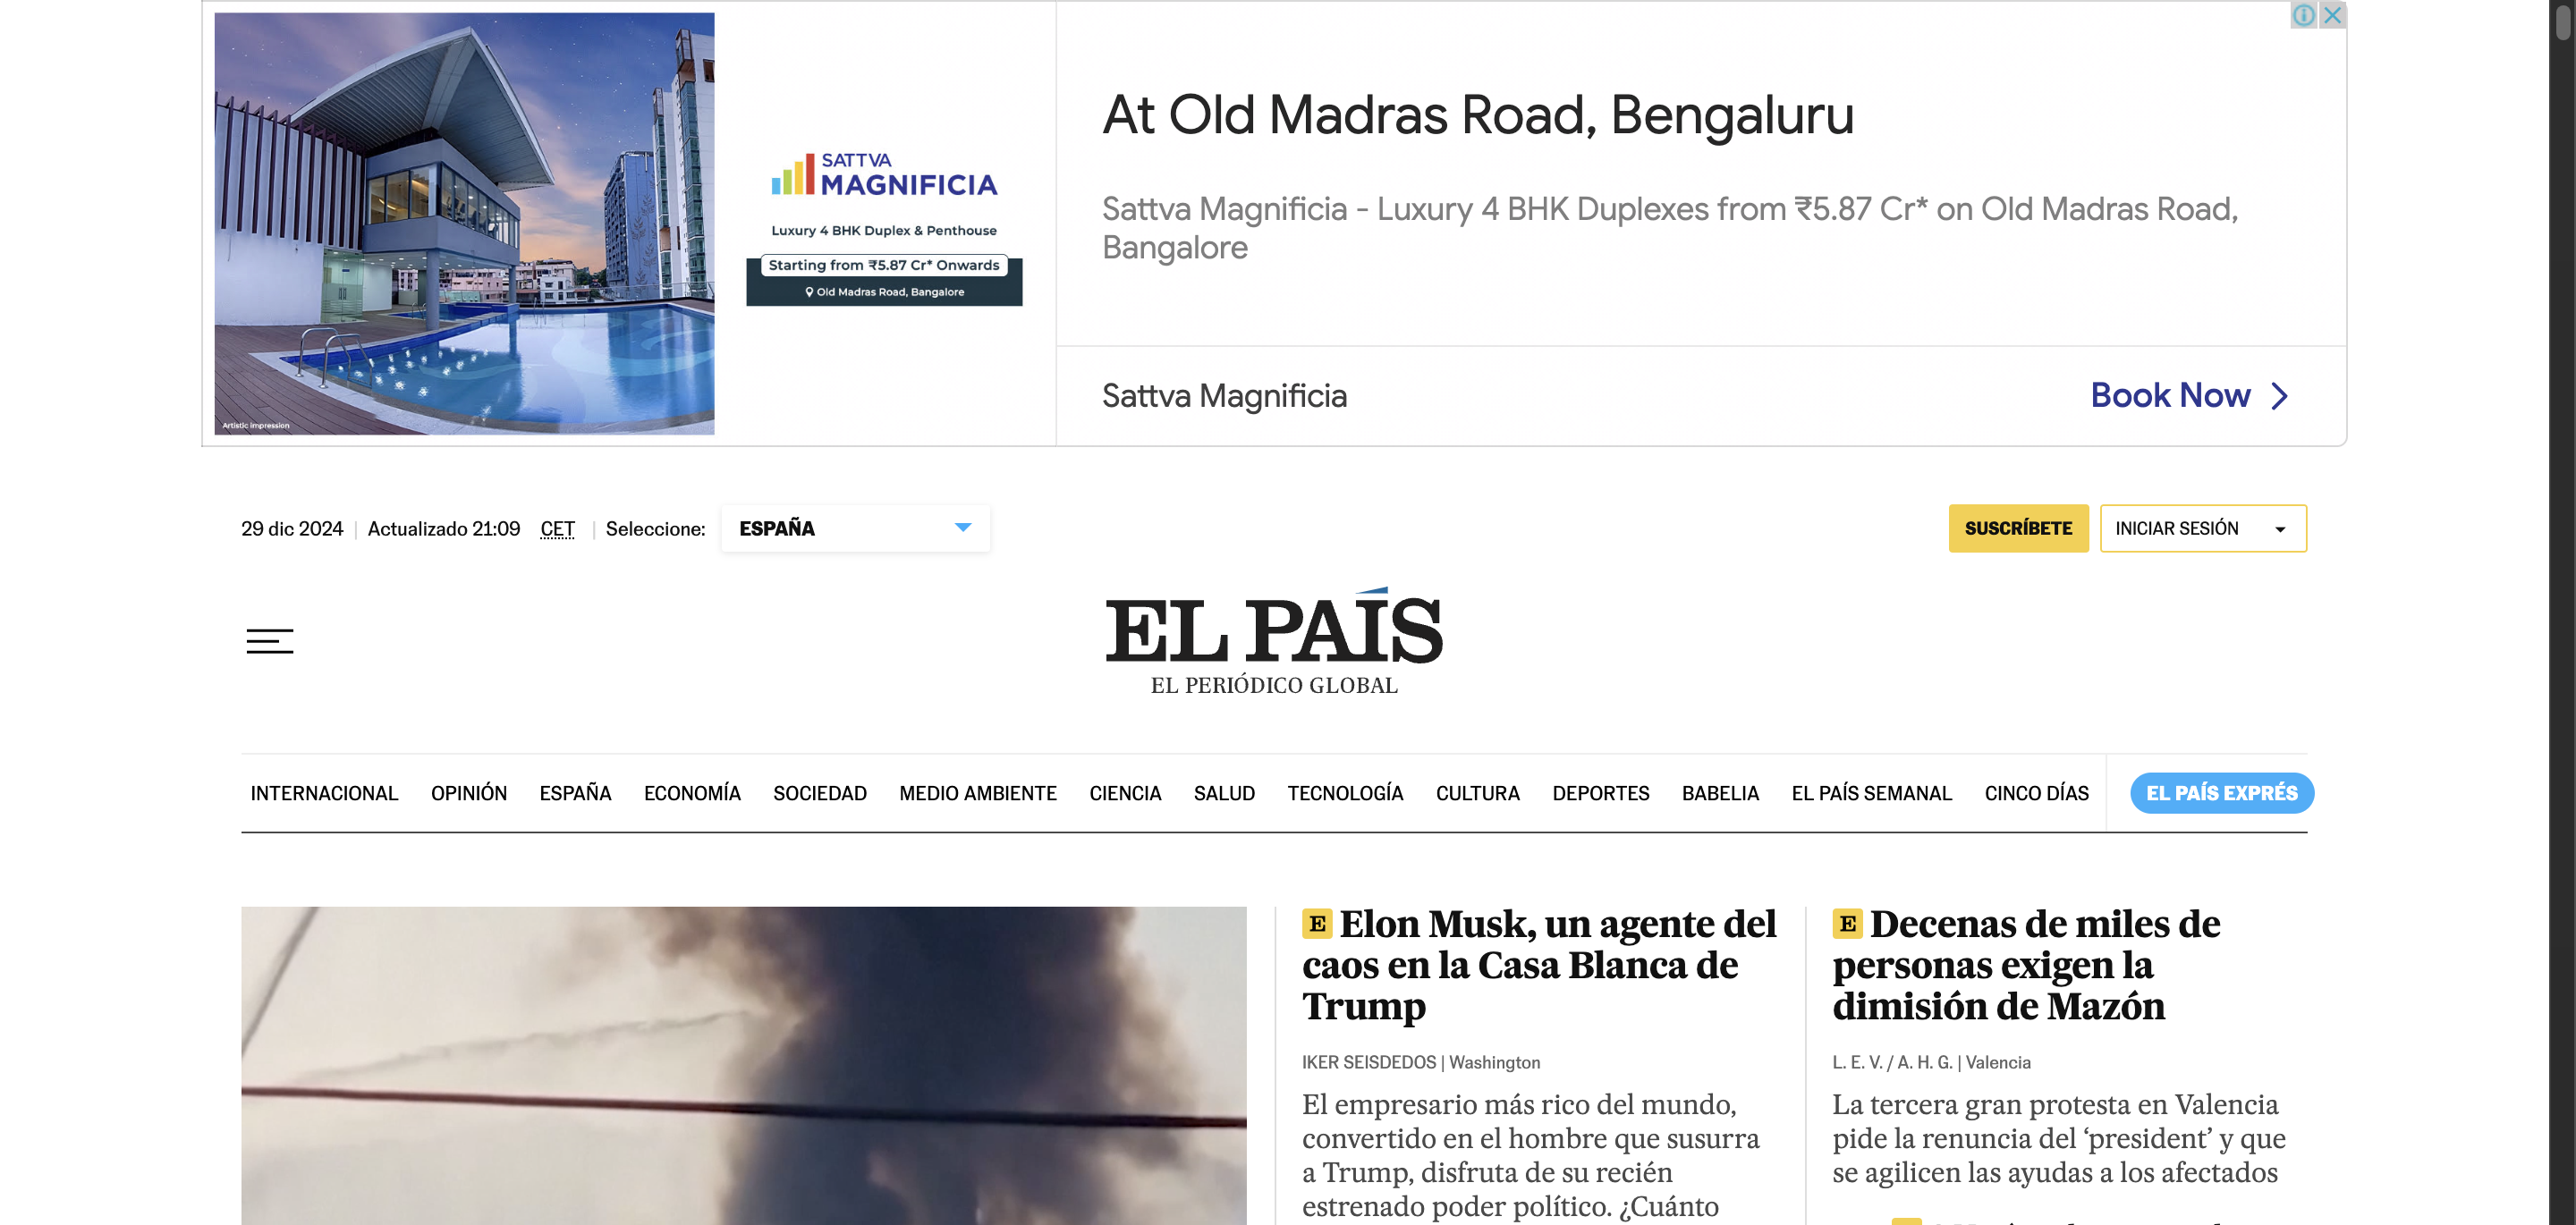 Artistic impression
SATTVA
MAGNIFICIA
Luxury 4 BHK Duplex & Penthouse
Starting from ₹5.87 Cr* Onwards
Old Madras Road, Bangalore
At Old Madras Road, Bengaluru
Sattva Magnificia - Luxury 4 BHK Duplexes from ₹5.87 Cr* on Old Madras Road,
Bangalore
Sattva Magnificia
Book Now
29 dic 2024 | Actualizado 21:09 CET | Seleccione: ESPAÑA
SUSCRÍBETE
INICIAR SESIÓN
EL PAÍS
EL PERIÓDICO GLOBAL
INTERNACIONAL OPINIÓN ESPAÑA ECONOMÍA SOCIEDAD MEDIO AMBIENTE CIENCIA SALUD TECNOLOGÍA CULTURA DEPORTES BABELIA EL PAÍS SEMANAL CINCO DÍAS EL PAÍS EXPRÉS
E Elon Musk, un agente del
caos en la Casa Blanca de
Trump
IKER SEISDEDOS | Washington
El empresario más rico del mundo,
convertido en el hombre que susurra
a Trump, disfruta de su recién
estrenado poder político. ¿Cuánto
E Decenas de miles de
personas exigen la
dimisión de Mazón
L. E. V. / A. H. G. | Valencia
La tercera gran protesta en Valencia
pide la renuncia del ‘president’ y que
se agilicen las ayudas a los afectados